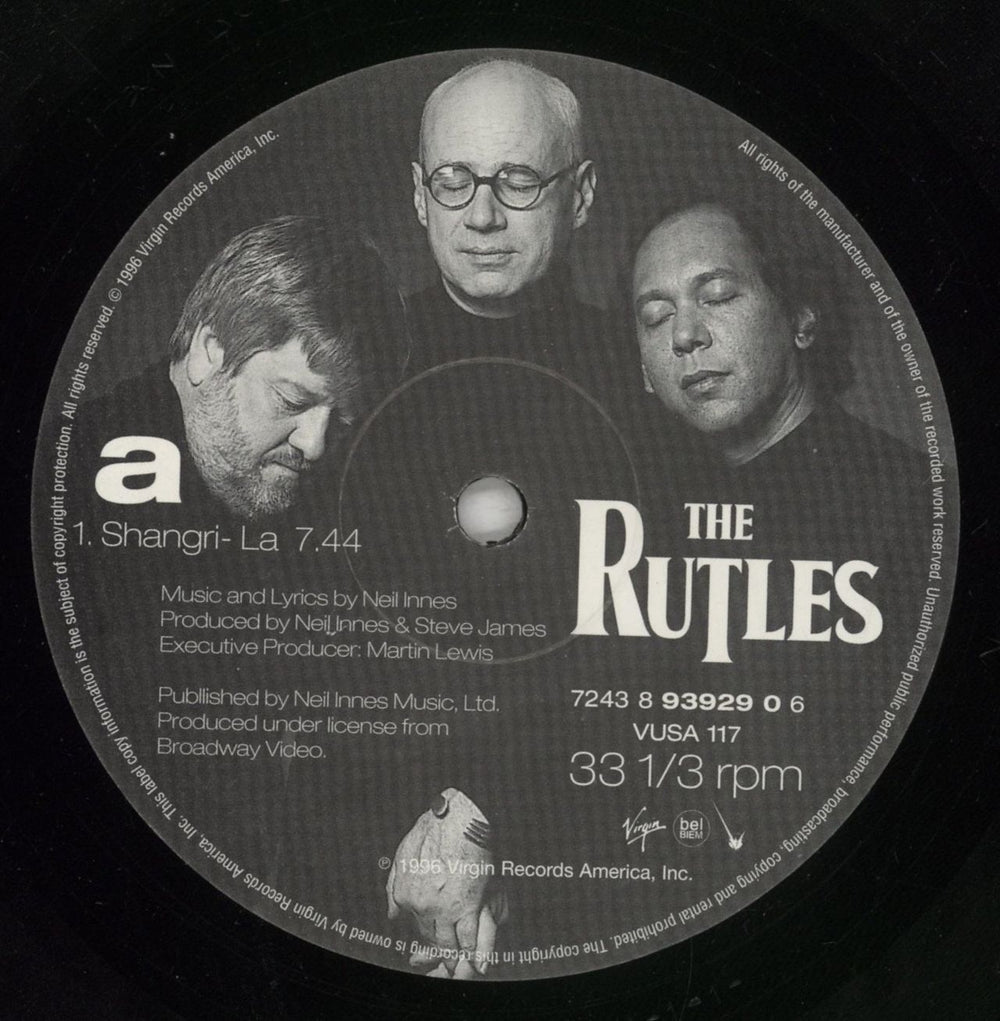 © 1996 Virgin Records America, Inc.
All rights of the manufacturer and of the owner of the recorded work reserved. Unauthorized public performance, broadcasting, copying and rental prohibited. The copyright in this recording is owned by Virgin Records America, Inc. This label copy information is the subject of copyright protection. All rights reserved.
a
1. Shangri- La 7.44
THE
RUTLES
Music and Lyrics by Neil Innes
Produced by Neil Innes & Steve James
Executive Producer: Martin Lewis
Publlished by Neil Innes Music, Ltd.
Produced under license from
Broadway Video.
7243 8 93929 0 6
VUSA 117
33 1/3 rpm
Virgin
bel
BIEM
℗ 1996 Virgin Records America, Inc.